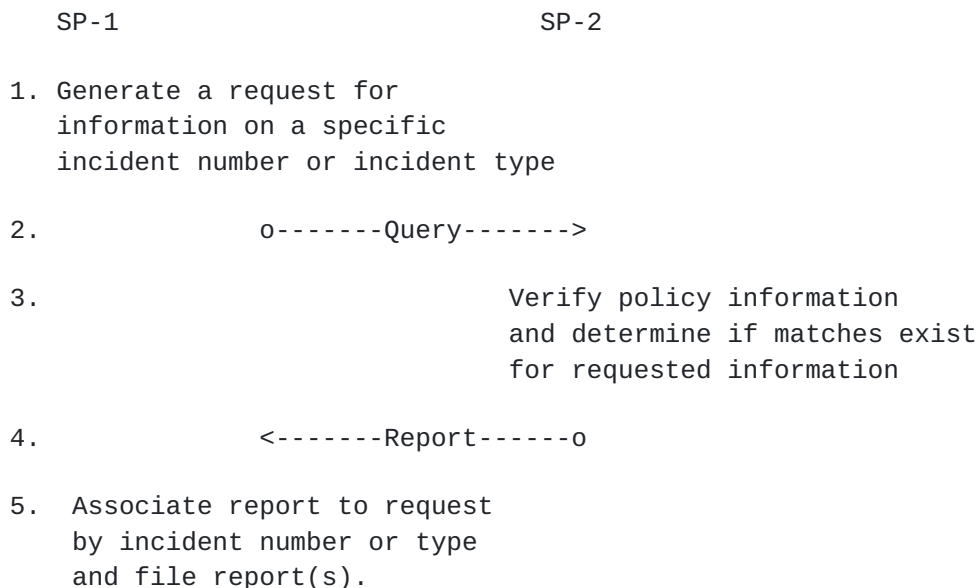 SP-1                           SP-2
1. Generate a request for
information on a specific
incident number or incident type
2.              o-------Query------->
3.                              Verify policy information
and determine if matches exist
for requested information
4.              <-------Report------o
5.  Associate report to request
by incident number or type
and file report(s).